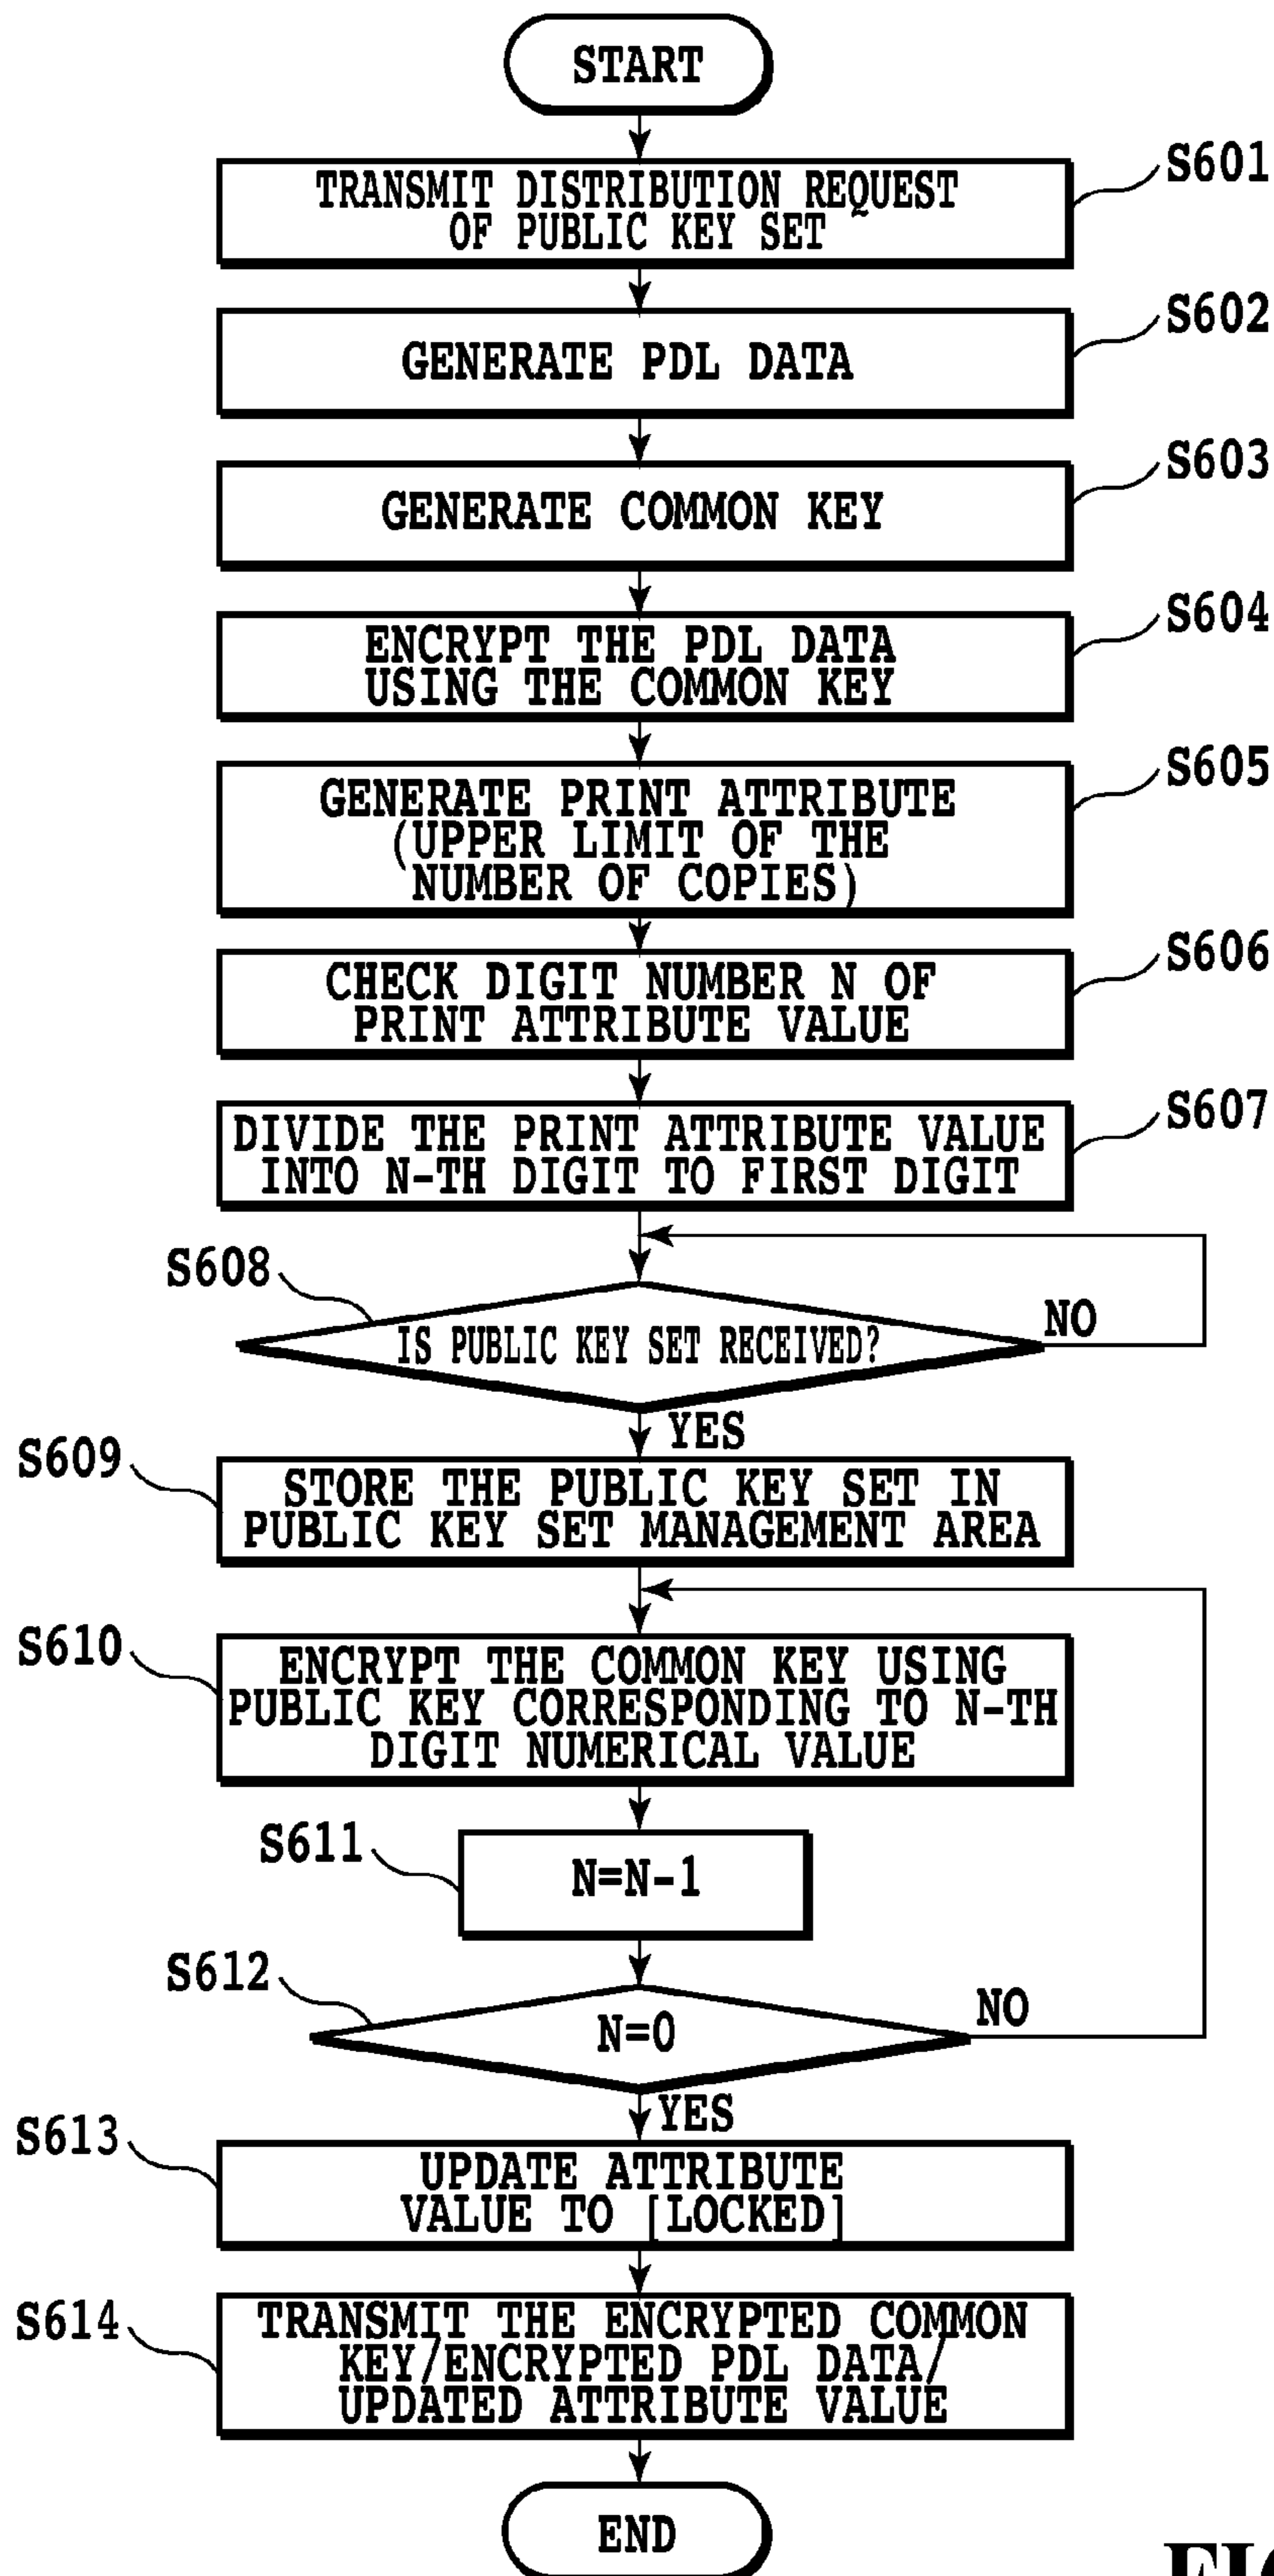 START
S601
TRANSMIT DISTRIBUTION REQUEST
OF PUBLIC KEY SET
S602
GENERATE PDL DATA
S603
GENERATE COMMON KEY
S604
ENCRYPT THE PDL DATA
USING THE COMMON KEY
S605
GENERATE PRINT ATTRIBUTE
(UPPER LIMIT OF THE
NUMBER OF COPIES)
S606
CHECK DIGIT NUMBER N OF
PRINT ATTRIBUTE VALUE
S607
DIVIDE THE PRINT ATTRIBUTE VALUE
INTO N-TH DIGIT TO FIRST DIGIT
S608
IS PUBLIC KEY SET RECEIVED?
NO
YES
S609
STORE THE PUBLIC KEY SET IN
PUBLIC KEY SET MANAGEMENT AREA
S610
ENCRYPT THE COMMON KEY USING
PUBLIC KEY CORRESPONDING TO N-TH
DIGIT NUMERICAL VALUE
S611
N=N-1
S612
N=0
NO
YES
S613
UPDATE ATTRIBUTE
VALUE TO [LOCKED]
S614
TRANSMIT THE ENCRYPTED COMMON
KEY/ENCRYPTED PDL DATA/
UPDATED ATTRIBUTE VALUE
END